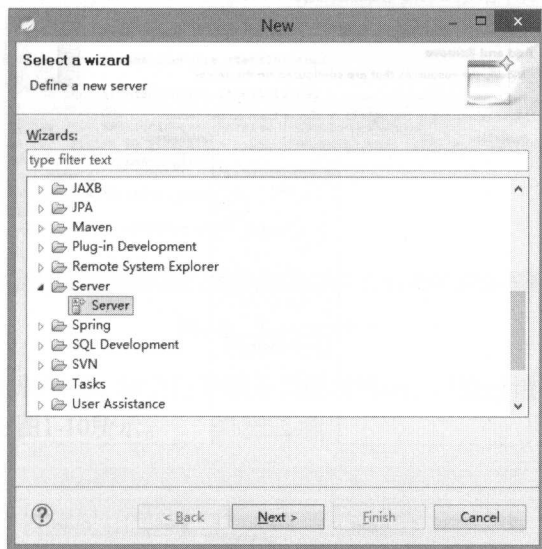 New
Select a wizard
Define a new server
Wizards:
type filter text
JAXB
JPA
Maven
Plug-in Development
Remote System Explorer
Server
Server
Spring
SQL Development
SVN
Tasks
User Assistance
< Back Next > Finish Cancel